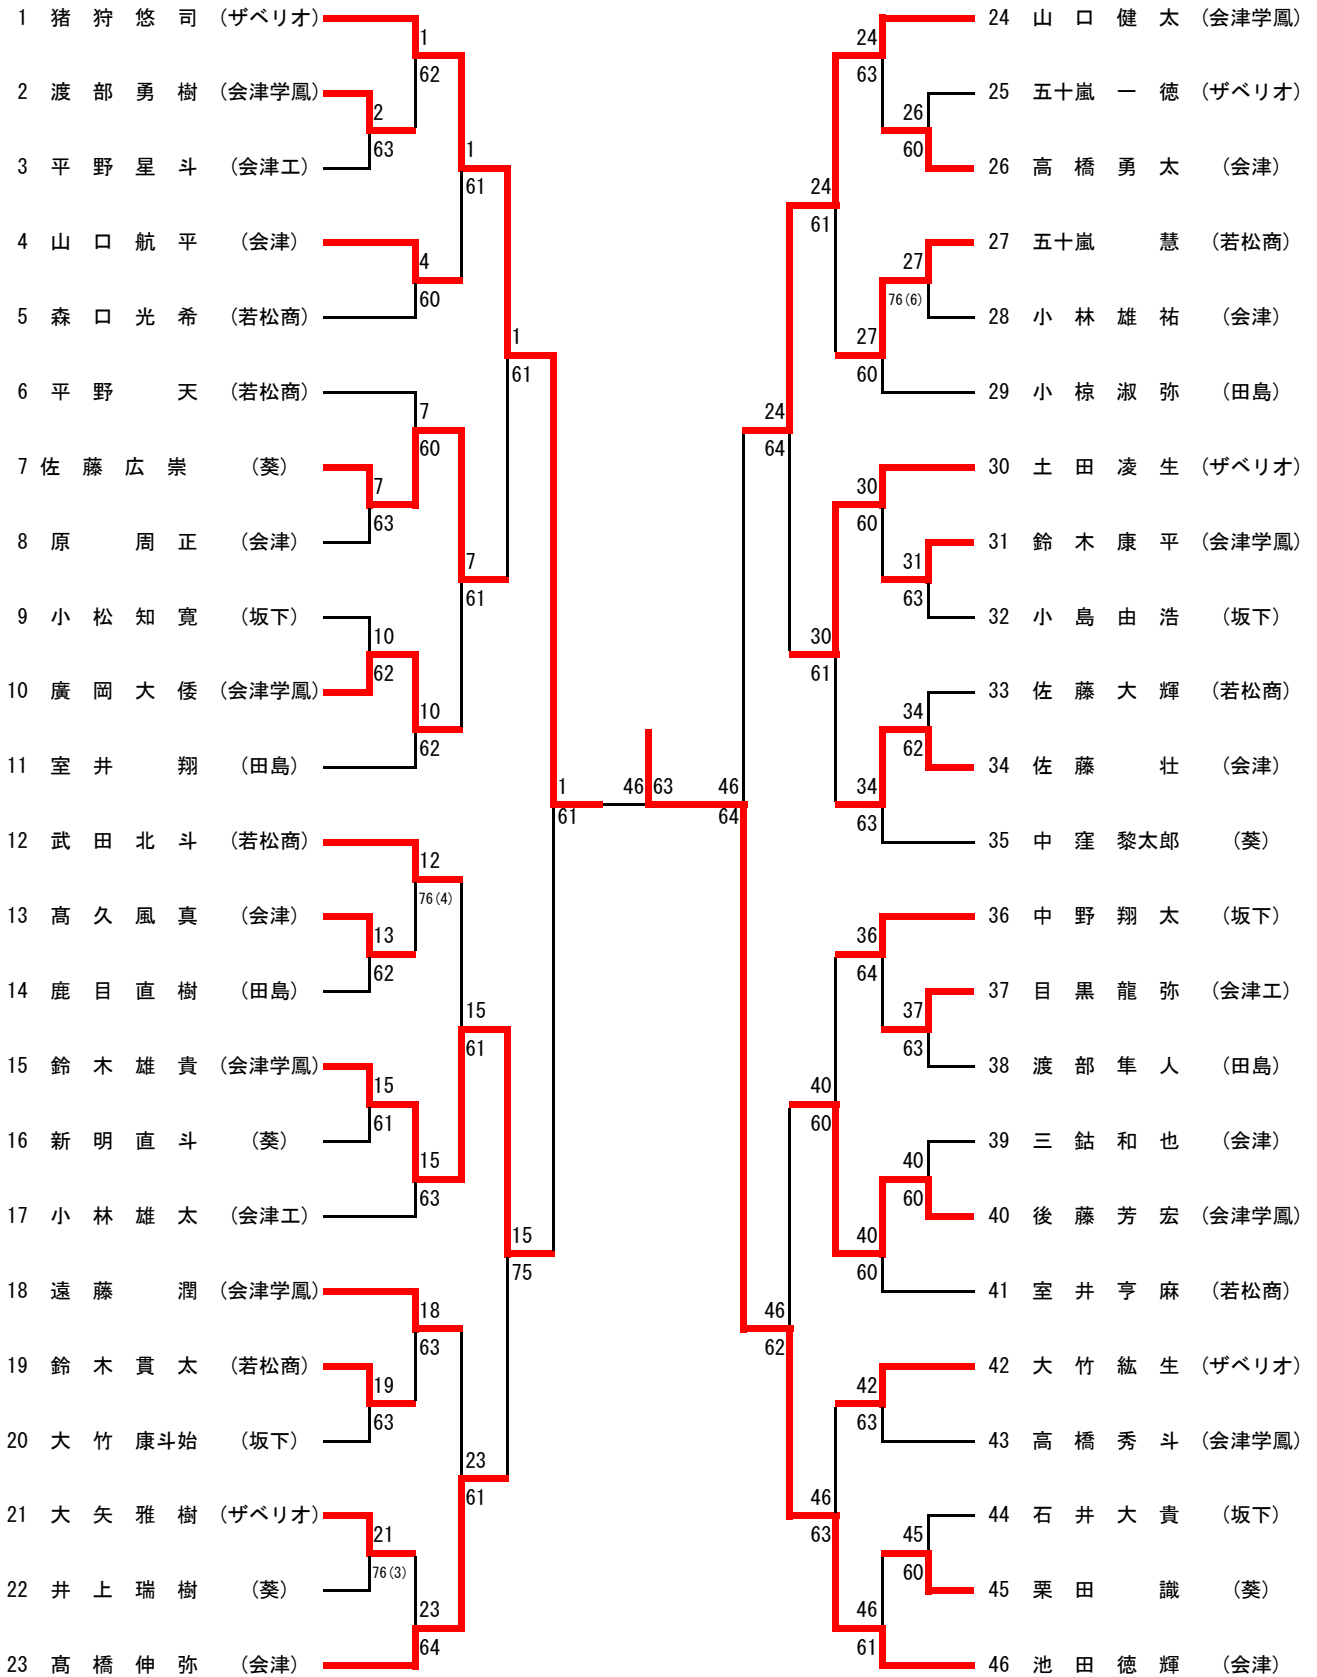 1 猪 狩 悠 司 (ザベリオ)
2 渡 部 勇 樹 (会津学鳳)
3 平 野 星 斗 (会津工)
4 山 口 航 平 (会津)
5 森 口 光 希 (若松商)
6 平 野 天 (若松商)
7 佐 藤 広 崇 (葵)
8 原 周 正 (会津)
9 小 松 知 寛 (坂下)
10 廣 岡 大 倭 (会津学鳳)
11 室 井 翔 (田島)
12 武 田 北 斗 (若松商)
13 髙 久 風 真 (会津)
14 鹿 目 直 樹 (田島)
15 鈴 木 雄 貴 (会津学鳳)
16 新 明 直 斗 (葵)
17 小 林 雄 太 (会津工)
18 遠 藤 潤 (会津学鳳)
19 鈴 木 貫 太 (若松商)
20 大 竹 康斗始 (坂下)
21 大 矢 雅 樹 (ザベリオ)
22 井 上 瑞 樹 (葵)
23 髙 橋 伸 弥 (会津)
2
63
7
63
10
62
13
62
15
61
19
63
21
76(3)
1
62
4
60
7
60
10
62
12
76(4)
15
63
18
63
23
64
1
61
7
61
15
61
23
61
1
61
15
75
1
61
46 63
46
64
24
64
46
62
24
61
30
61
40
60
46
63
24
63
27
60
30
60
34
63
36
64
40
60
42
63
46
61
26
60
27
76(6)
31
63
34
62
37
63
40
60
45
60
24 山 口 健 太 (会津学鳳)
25 五十嵐 一 徳 (ザベリオ)
26 高 橋 勇 太 (会津)
27 五十嵐 慧 (若松商)
28 小 林 雄 祐 (会津)
29 小 椋 淑 弥 (田島)
30 土 田 凌 生 (ザベリオ)
31 鈴 木 康 平 (会津学鳳)
32 小 島 由 浩 (坂下)
33 佐 藤 大 輝 (若松商)
34 佐 藤 壮 (会津)
35 中 窪 黎太郎 (葵)
36 中 野 翔 太 (坂下)
37 目 黒 龍 弥 (会津工)
38 渡 部 隼 人 (田島)
39 三 鈷 和 也 (会津)
40 後 藤 芳 宏 (会津学鳳)
41 室 井 亨 麻 (若松商)
42 大 竹 紘 生 (ザベリオ)
43 高 橋 秀 斗 (会津学鳳)
44 石 井 大 貴 (坂下)
45 栗 田 識 (葵)
46 池 田 徳 輝 (会津)